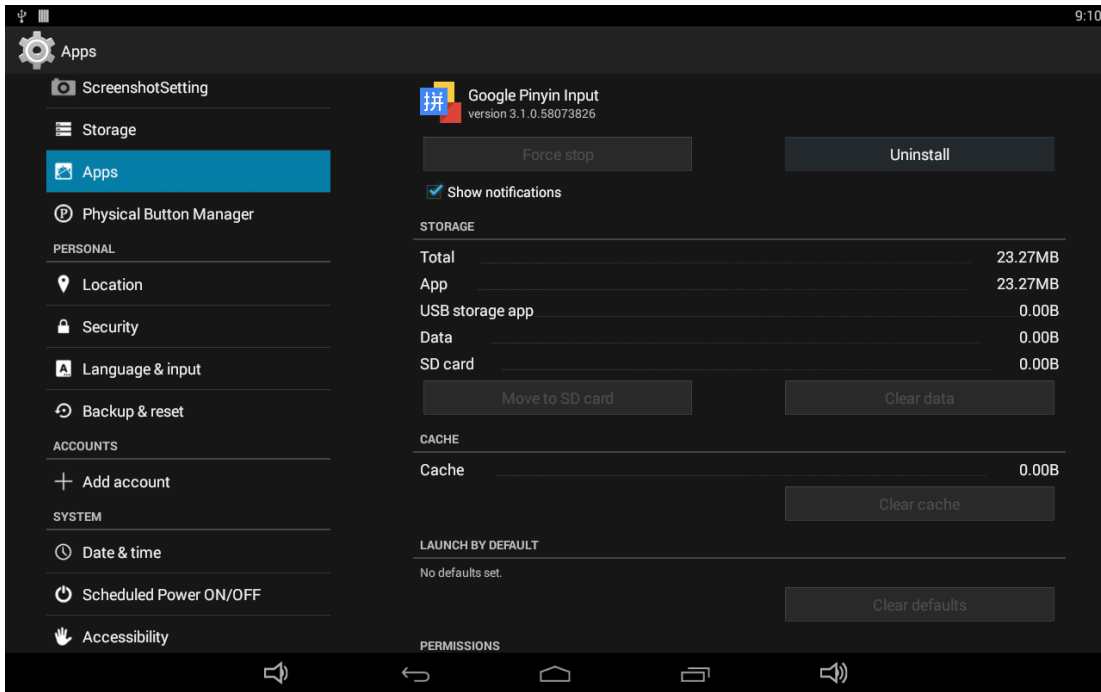 9:10
Apps
ScreenshotSetting
Storage
Apps
Physical Button Manager
PERSONAL
Location
Security
Language & input
Backup & reset
ACCOUNTS
Add account
SYSTEM
Date & time
Scheduled Power ON/OFF
Accessibility
拼
Google Pinyin Input
version 3.1.0.58073826
Force stop
Uninstall
Show notifications
STORAGE
Total 23.27MB
App 23.27MB
USB storage app 0.00B
Data 0.00B
SD card 0.00B
Move to SD card
Clear data
CACHE
Cache 0.00B
Clear cache
LAUNCH BY DEFAULT
No defaults set.
Clear defaults
PERMISSIONS